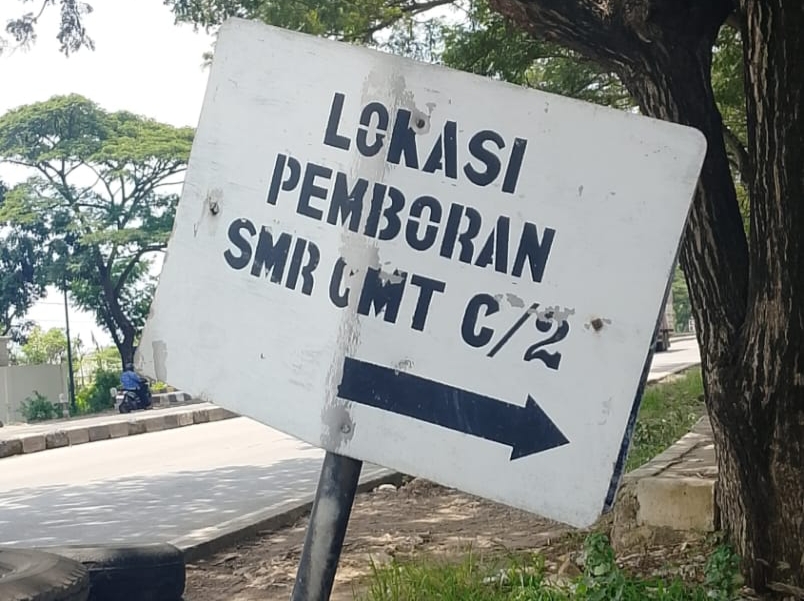 LOKASI
PEMBORAN
SMR CMT C/2